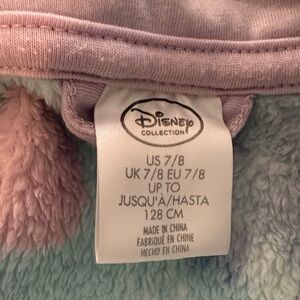 Disney
COLLECTION
US 7/8
UK 7/8 EU 7/8
UP TO
JUSQU'À/HASTA
128 CM
MADE IN CHINA
FABRIQUÉ EN CHINE
HECHO EN CHINA